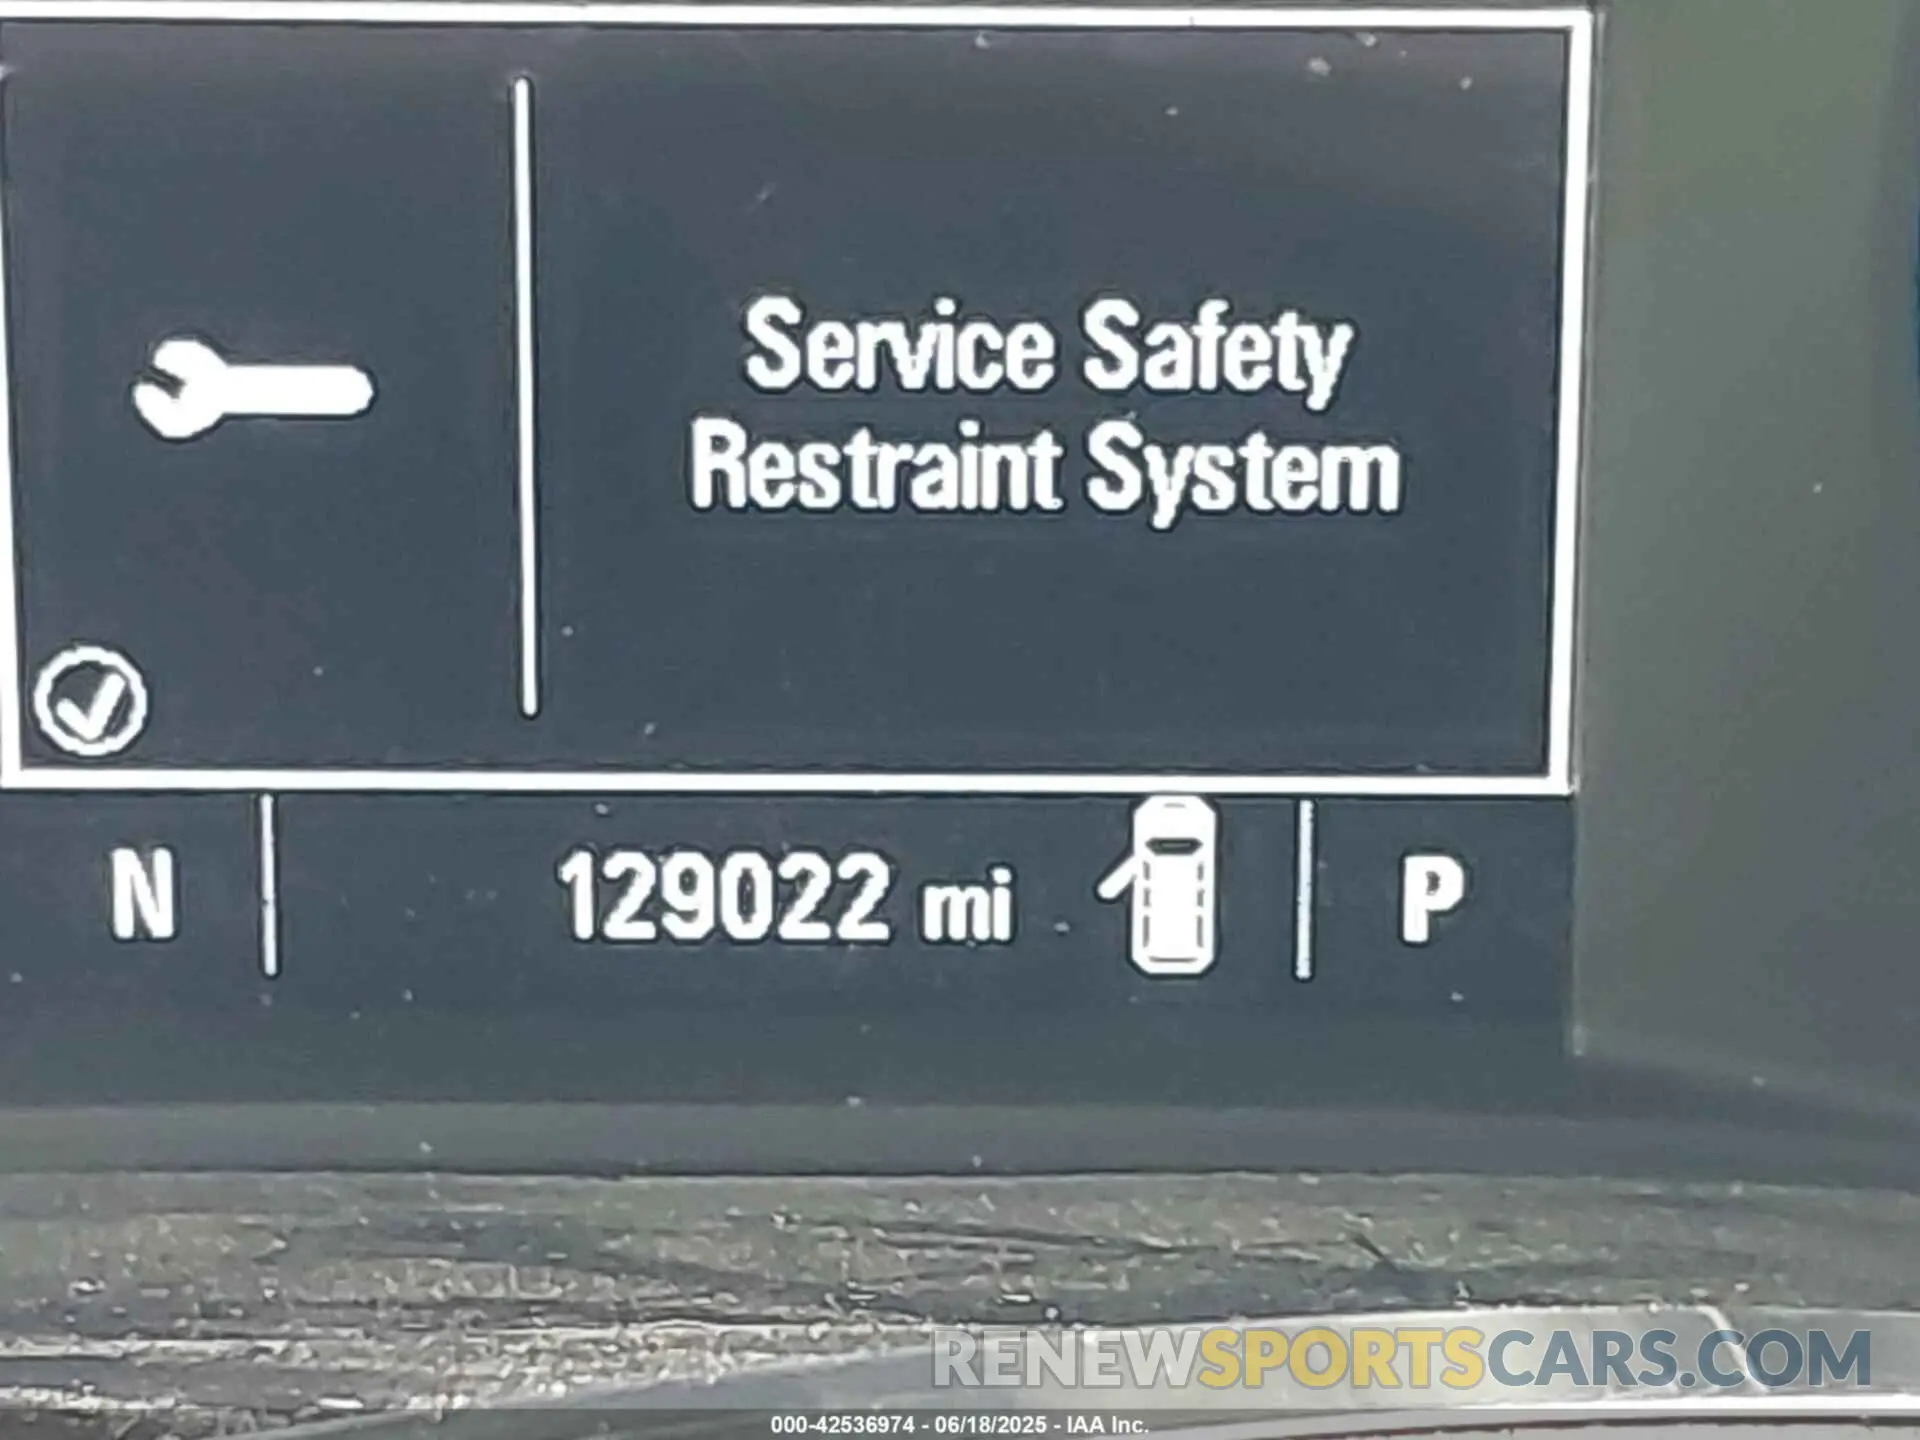 Service Safety
Restraint System
N 129022 mi P
RENEWSPORTSCARS.COM
000-42536974 - 06/18/2025 - IAA Inc.